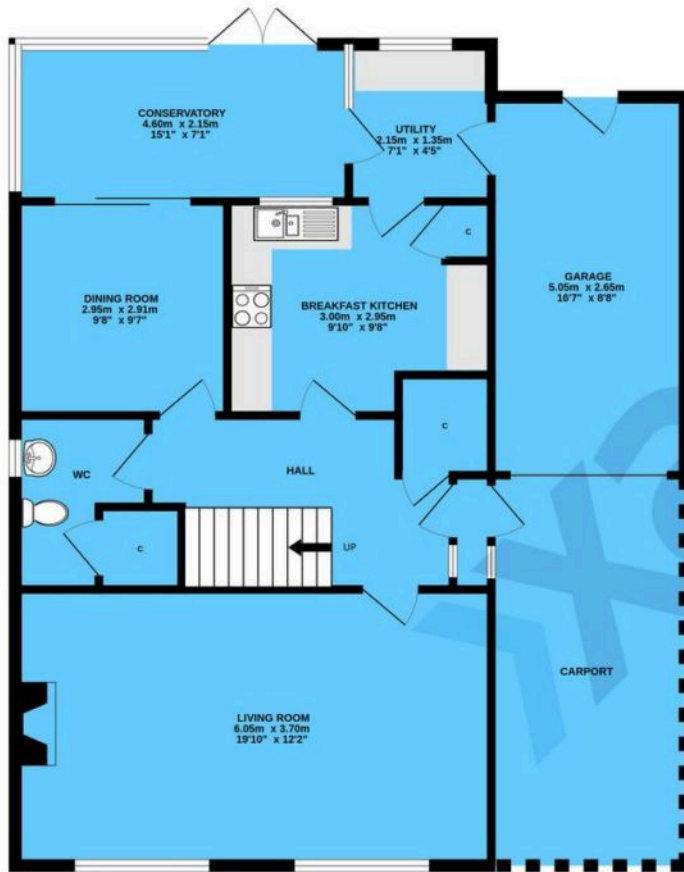 CONSERVATORY
4.60m x 2.15m
15'1" x 7'1"
UTILITY
2.15m x 1.35m
7'1" x 4'5"
C
GARAGE
5.05m x 2.65m
16'7" x 8'8"
DINING ROOM
2.95m x 2.91m
9'8" x 9'7"
BREAKFAST KITCHEN
3.00m x 2.95m
9'10" x 9'8"
C
WC
HALL
C
UP
CARPORT
LIVING ROOM
6.05m x 3.70m
19'10" x 12'2"